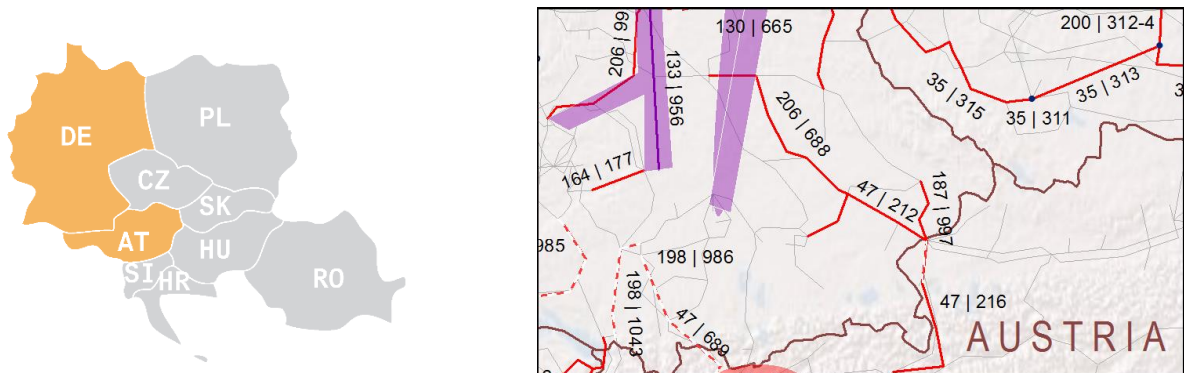 DE
PL
CZ
SK
AT
HU
SI
HR
RO
130 | 665
200 | 312-4
206 | 69
133 | 956
35 | 315
35 | 313
35 | 311
206 | 688
164 | 177
47 | 212
187 | 997
985
198 | 986
198 | 1043
47 | 689
47 | 216
AUSTRIA